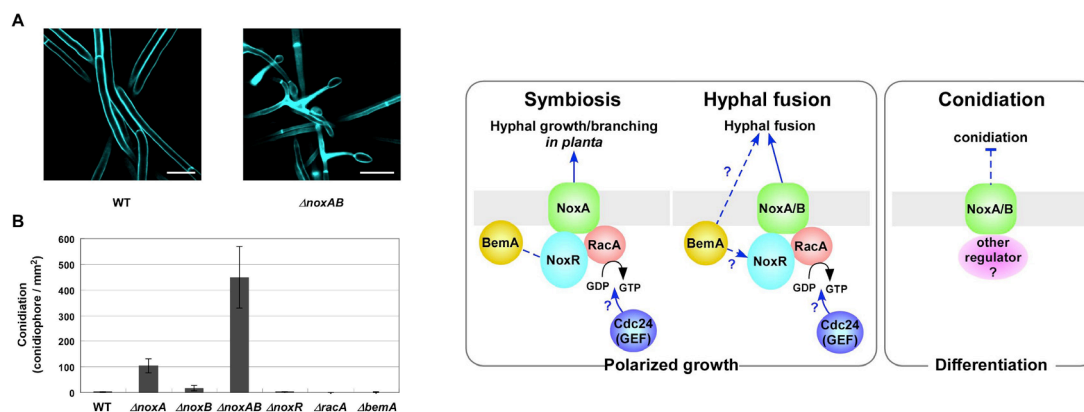 A
WT
ΔnoxAB
B
Conidiation
(conidiophore / mm²)
600
500
400
300
200
100
0
WT
ΔnoxA
ΔnoxB
ΔnoxAB
ΔnoxR
ΔracA
ΔbemA
Symbiosis
Hyphal growth/branching
in planta
NoxA
BemA
NoxR
RacA
GDP
GTP
?
Cdc24
(GEF)
Hyphal fusion
Hyphal fusion
?
NoxA/B
BemA
?
NoxR
RacA
GDP
GTP
?
Cdc24
(GEF)
Polarized growth
Conidiation
conidiation
NoxA/B
other
regulator
?
Differentiation